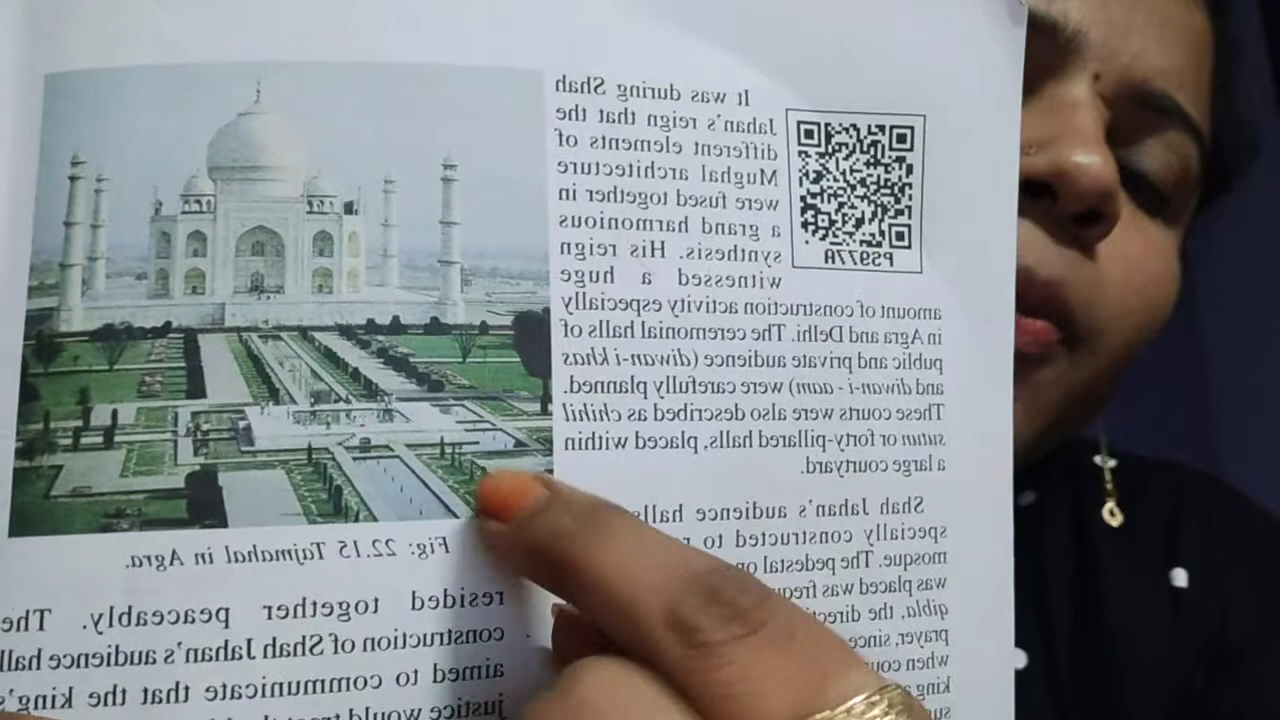 It was during Shah
Jahan's reign that the
different elements of
Mughal architecture
were fused together in
a grand harmonious
synthesis. His reign
witnessed a huge
amount of construction activity especially
in Agra and Delhi. The ceremonial halls of
public and private audience (diwan-i-khas
and diwan-i - aam) were carefully planned.
These courts were also described as chihil
sutun or forty-pillared halls, placed within
a large courtyard.
Shah Jahan's audience halls
specially constructed to
mosque. The pedestal
was placed was
qibla, the
prayer, since
when
king
PS977A
Fig: 22.15 Tajmahal in Agra.
resided together peaceably. The
construction of Shah Jahan's audience hall
aimed to communicate that the king's
justice would treat